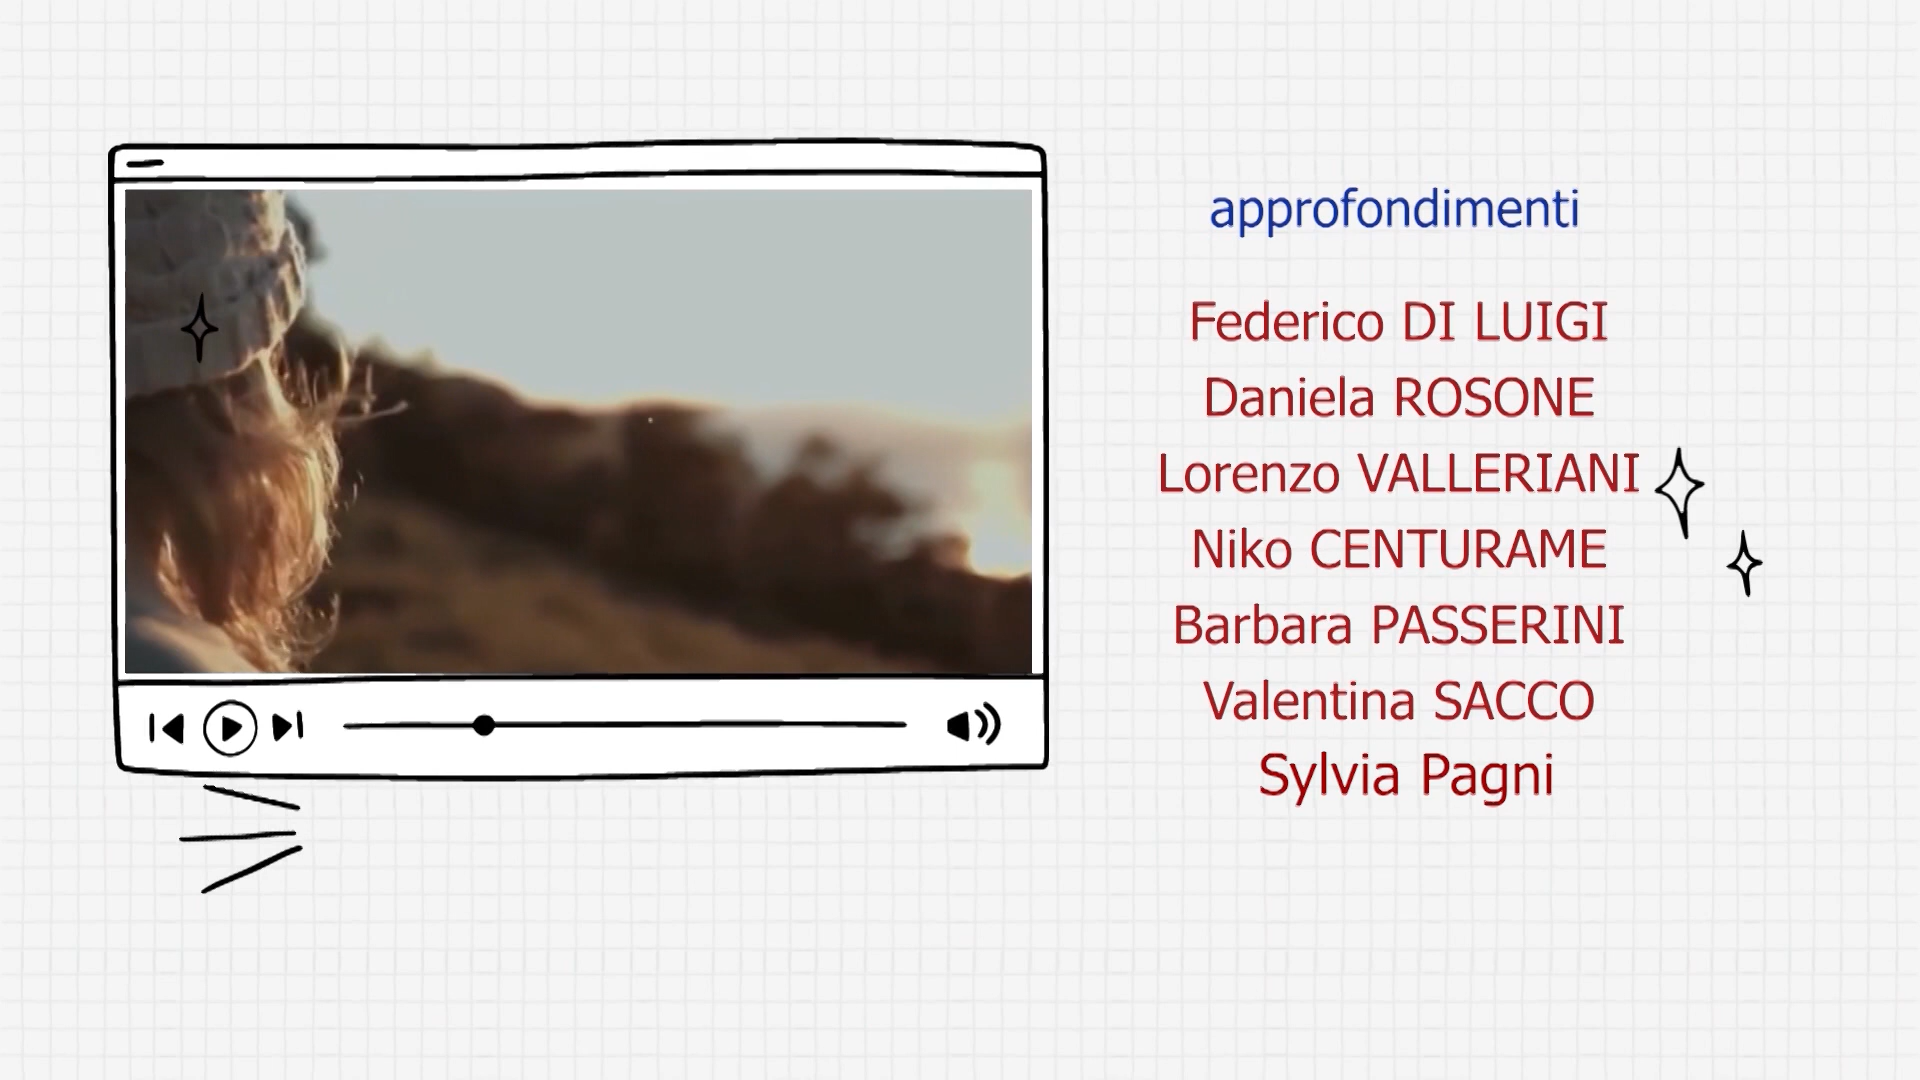 approfondimenti
Federico DI LUIGI
Daniela ROSONE
Lorenzo VALLERIANI
Niko CENTURAME
Barbara PASSERINI
Valentina SACCO
Sylvia Pagni